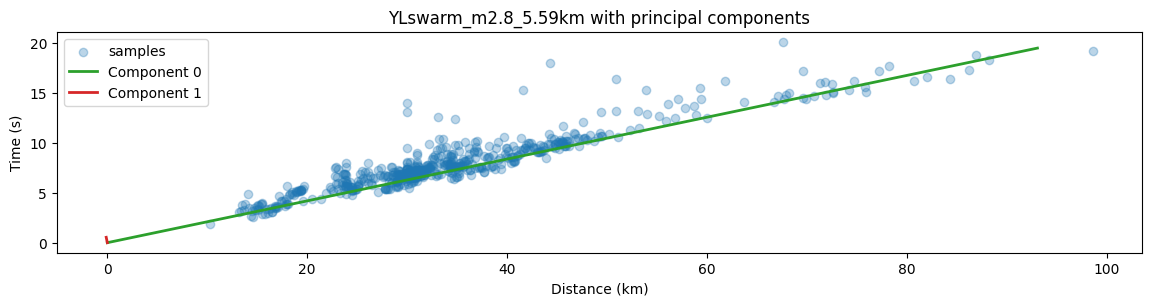 YLswarm_m2.8_5.59km with principal components
samples
Component 0
Component 1
Time (s)
20
15
10
5
0
0 20 40 60 80 100
Distance (km)